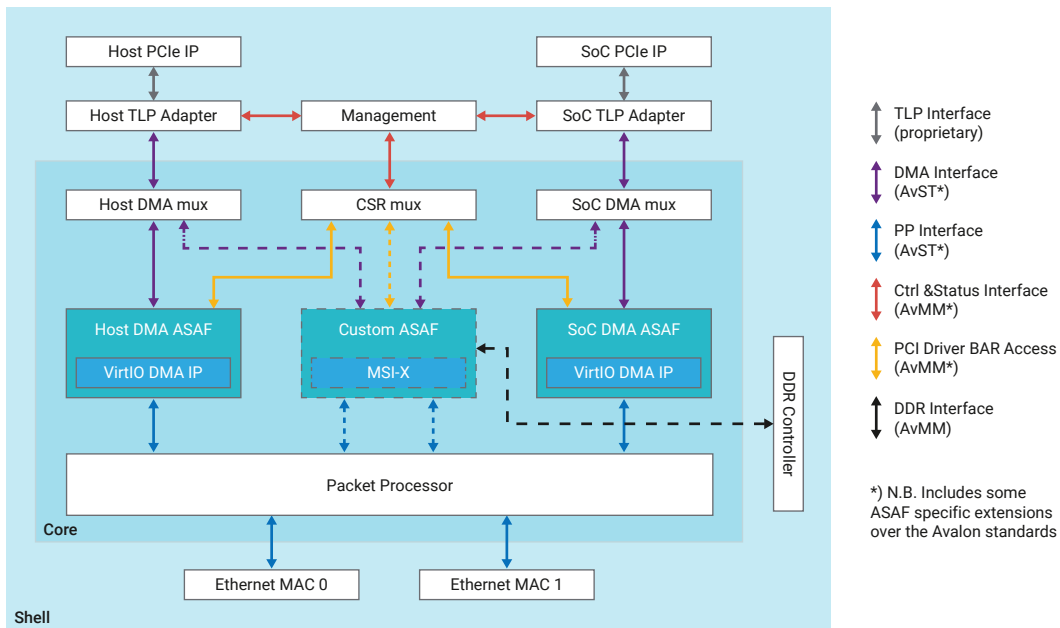 Host PCIe IP
SoC PCIe IP
Host TLP Adapter
Management
SoC TLP Adapter
Host DMA mux
CSR mux
SoC DMA mux
Host DMA ASAF
VirtIO DMA IP
Custom ASAF
MSI-X
SoC DMA ASAF
VirtIO DMA IP
DDR Controller
Packet Processor
Core
Ethernet MAC 0
Ethernet MAC 1
Shell
TLP Interface
(proprietary)
DMA Interface
(AvST*)
PP Interface
(AvST*)
Ctrl &Status Interface
(AvMM*)
PCI Driver BAR Access
(AvMM*)
DDR Interface
(AvMM)
*) N.B. Includes some
ASAF specific extensions
over the Avalon standards